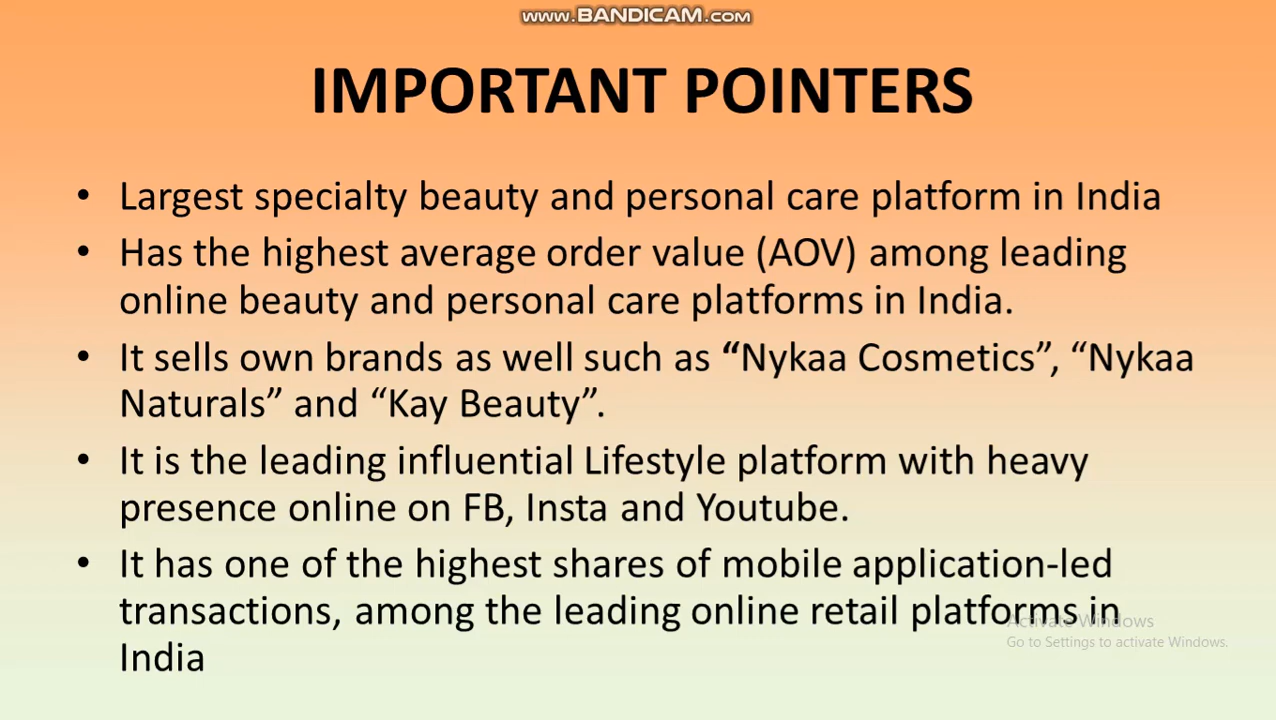 www.BANDICAM.com
IMPORTANT POINTERS
• Largest specialty beauty and personal care platform in India
• Has the highest average order value (AOV) among leading
online beauty and personal care platforms in India.
• It sells own brands as well such as “Nykaa Cosmetics”, “Nykaa
Naturals” and “Kay Beauty”.
• It is the leading influential Lifestyle platform with heavy
presence online on FB, Insta and Youtube.
• It has one of the highest shares of mobile application-led
transactions, among the leading online retail platforms in
India
Activate Windows
Go to Settings to activate Windows.